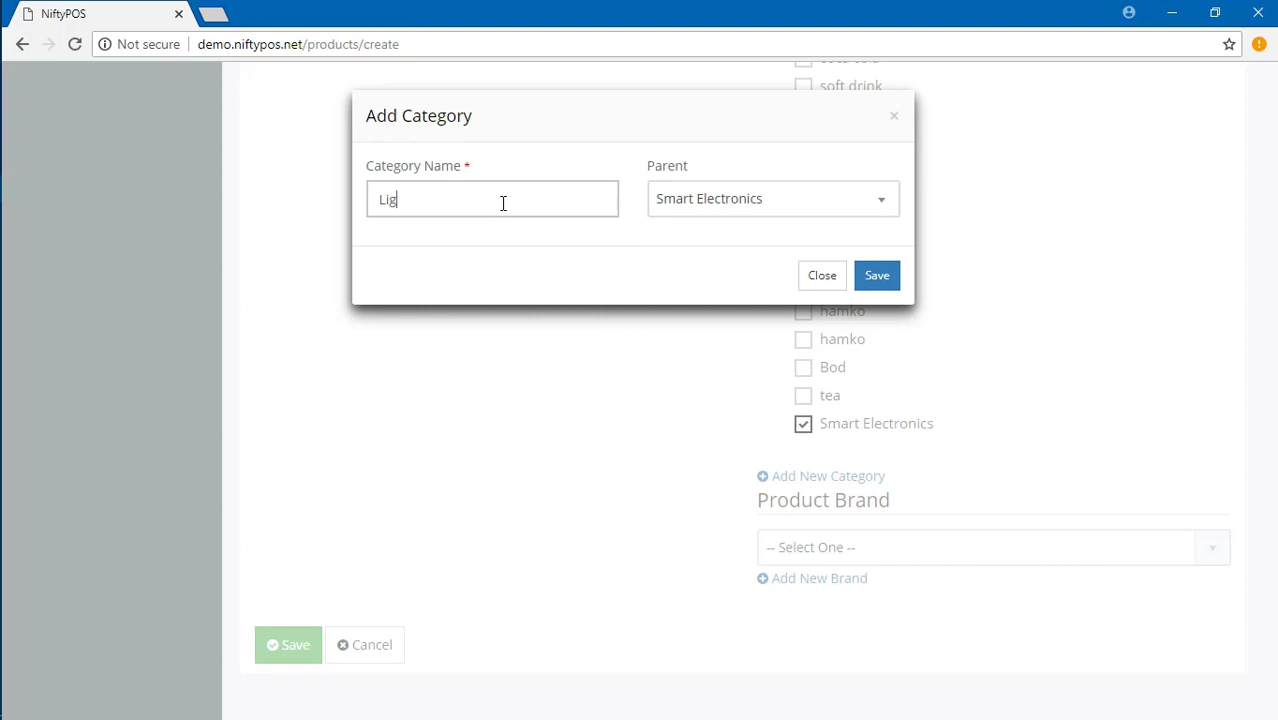 NiftyPOS
Not secure
demo.niftypos.net/products/create
soft drink
Add Category
×
Category Name *
Parent
Lig
Smart Electronics
Close
Save
hamko
hamko
Bod
tea
Smart Electronics
Add New Category
Product Brand
-- Select One --
Add New Brand
Save
Cancel